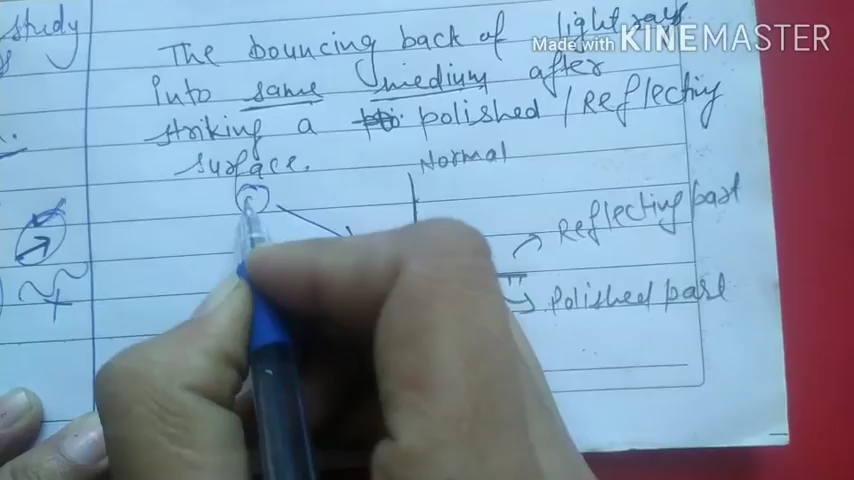 study
The bouncing back of light rays
Made with KINEMASTER
into same medium after
striking a polished / Reflecting
surface.
Normal
Reflecting part
Polished part